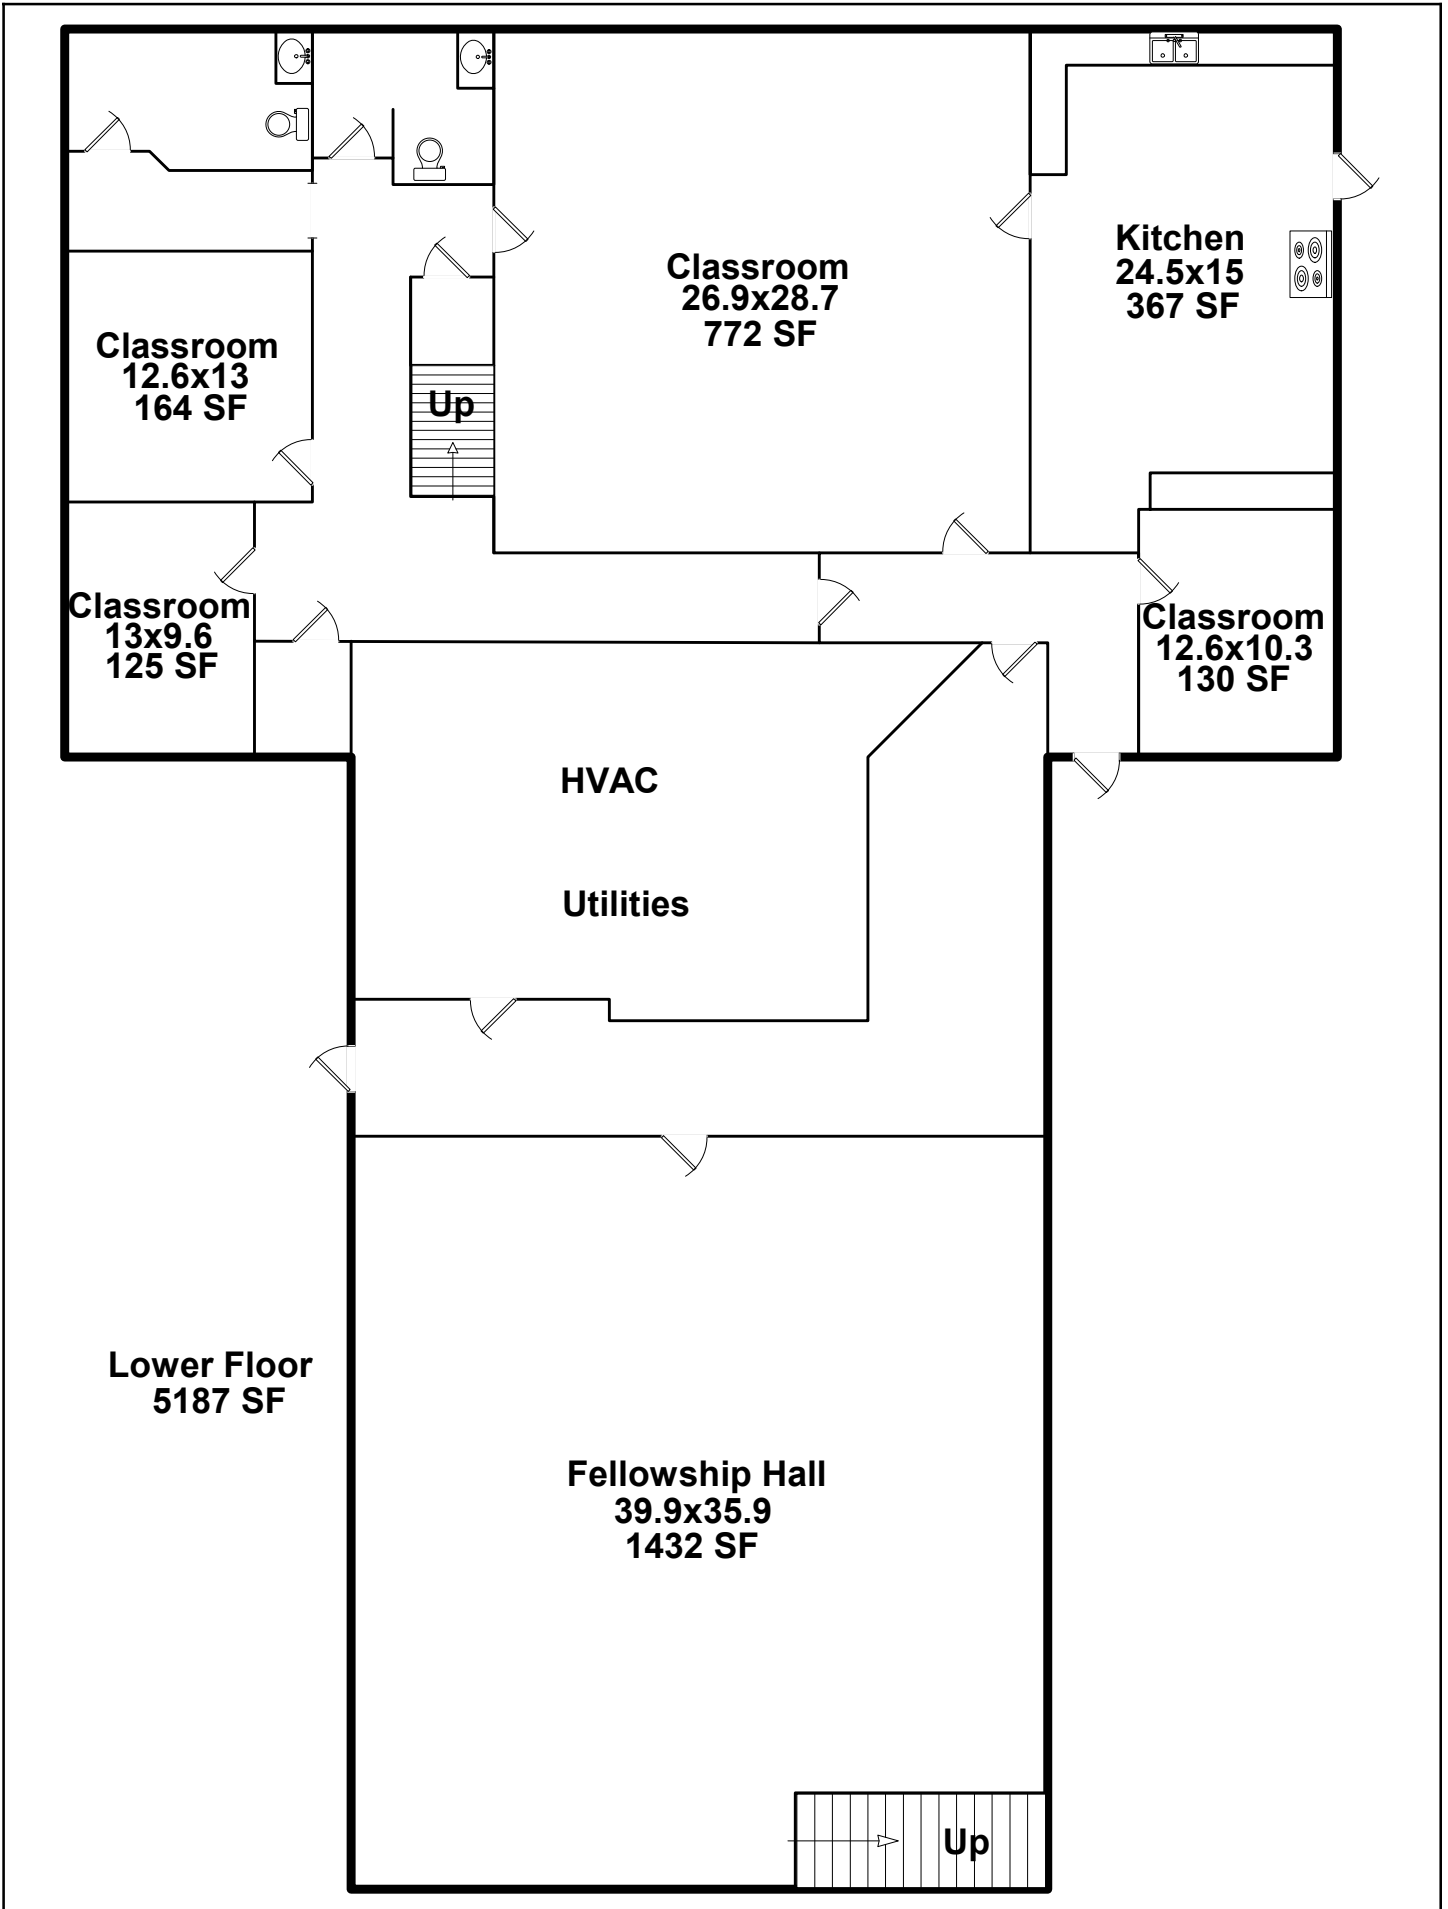 Classroom
26.9x28.7
772 SF
Kitchen
24.5x15
367 SF
Classroom
12.6x13
164 SF
Up
Classroom
13x9.6
125 SF
Classroom
12.6x10.3
130 SF
HVAC
Utilities
Lower Floor
5187 SF
Fellowship Hall
39.9x35.9
1432 SF
Up